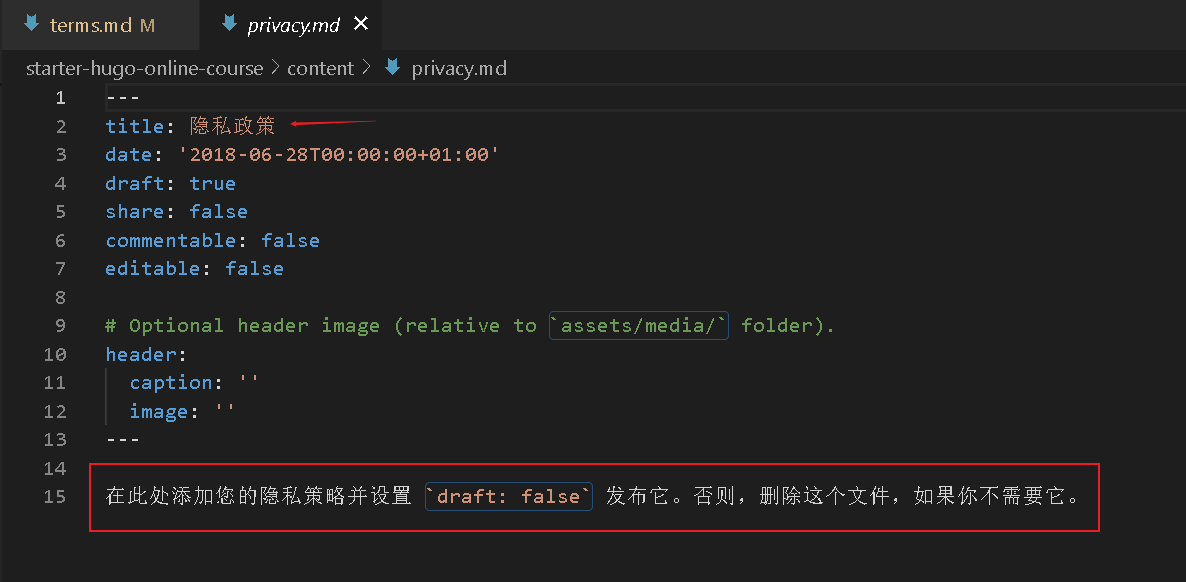 terms.md M privacy.md
starter-hugo-online-course > content > privacy.md
1 ---
2 title: 隐私政策
3 date: '2018-06-28T00:00:00+01:00'
4 draft: true
5 share: false
6 commentable: false
7 editable: false
8
9 # Optional header image (relative to `assets/media/` folder).
10 header:
11 caption: ''
12 image: ''
13 ---
14
15 在此处添加您的隐私策略并设置 `draft: false` 发布它。否则，删除这个文件，如果你不需要它。